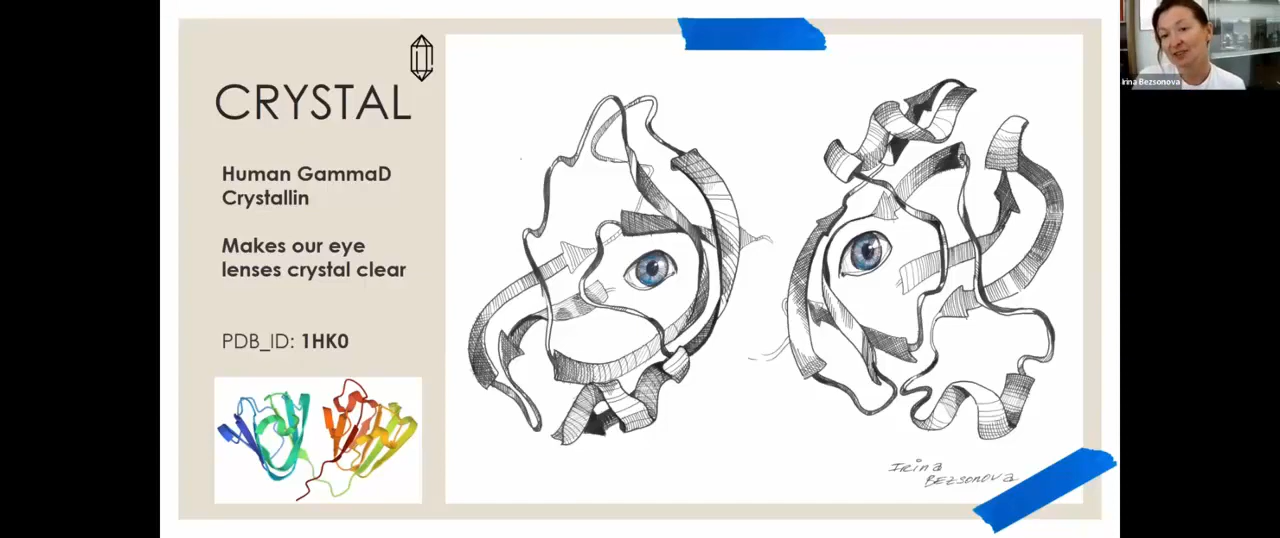 CRYSTAL
Human GammaD
Crystallin
Makes our eye
lenses crystal clear
PDB_ID: 1HK0
Irina
BEZSONOVA
Irina Bezsonova